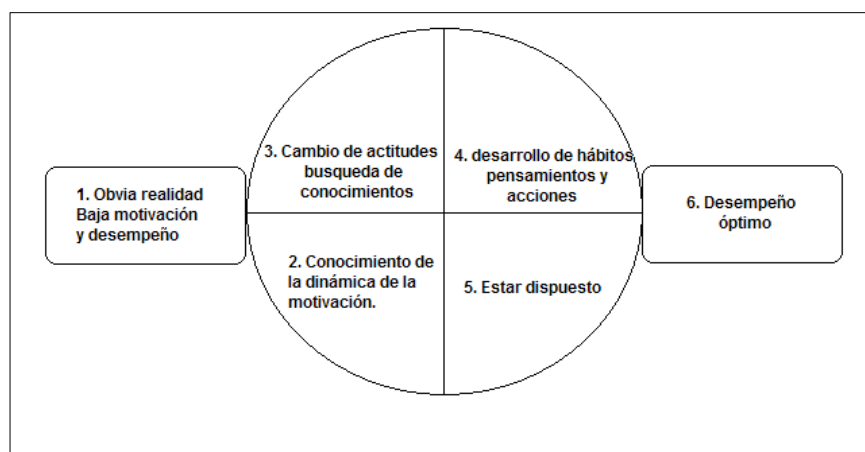 1. Obvia realidad
Baja motivación
y desempeño
2. Conocimiento de
la dinámica de la
motivación.
3. Cambio de actitudes
busqueda de
conocimientos
4. desarrollo de hábitos
pensamientos y
acciones
5. Estar dispuesto
6. Desempeño
óptimo